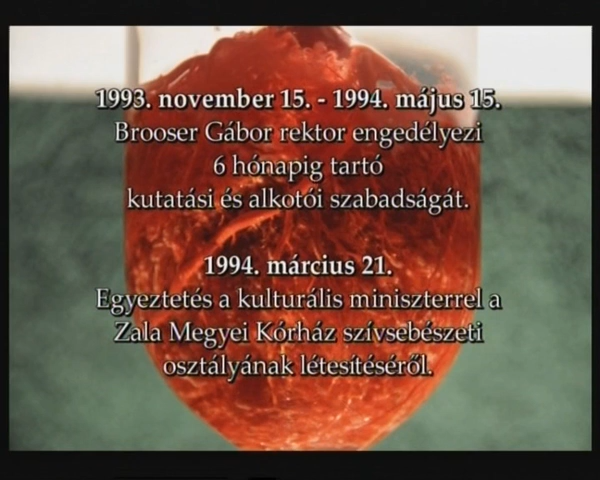 1993. november 15. - 1994. május 15.
Brooser Gábor rektor engedélyezi
6 hónapig tartó
kutatási és alkotói szabadságát.
1994. március 21.
Egyeztetés a kulturális miniszterrel a
Zala Megyei Kórház szívsebészeti
osztályának létesítéséről.